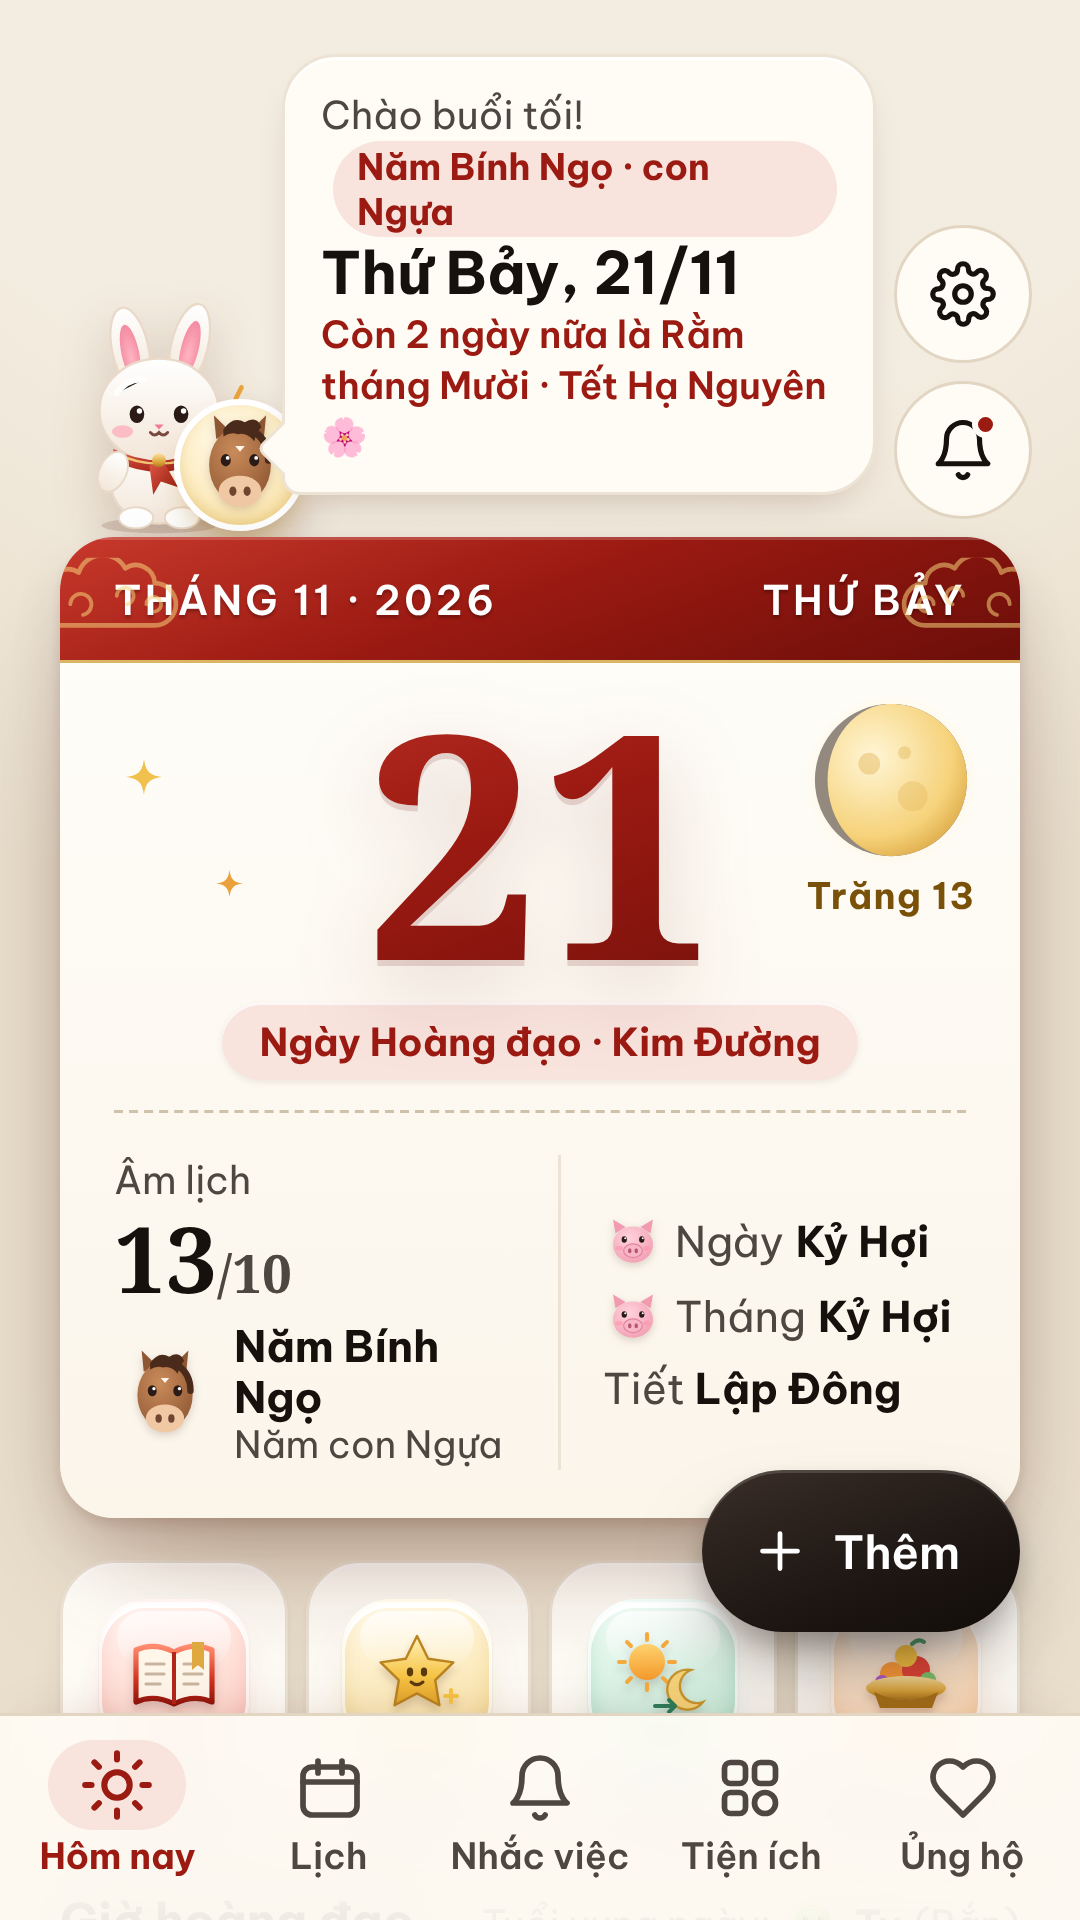 Chào buổi tối!
Năm Bính Ngọ · con
Ngựa
Thứ Bảy, 21/11
Còn 2 ngày nữa là Rằm
tháng Mười · Tết Hạ Nguyên
🌸
THÁNG 11 · 2026
THỨ BẢY
21
Trăng 13
Ngày Hoàng đạo · Kim Đường
Âm lịch
13/10
Năm Bính
Ngọ
Năm con Ngựa
Ngày Kỷ Hợi
Tháng Kỷ Hợi
Tiết Lập Đông
Thêm
Hôm nay
Lịch
Nhắc việc
Tiện ích
Ủng hộ
Giờ hoàng đạo